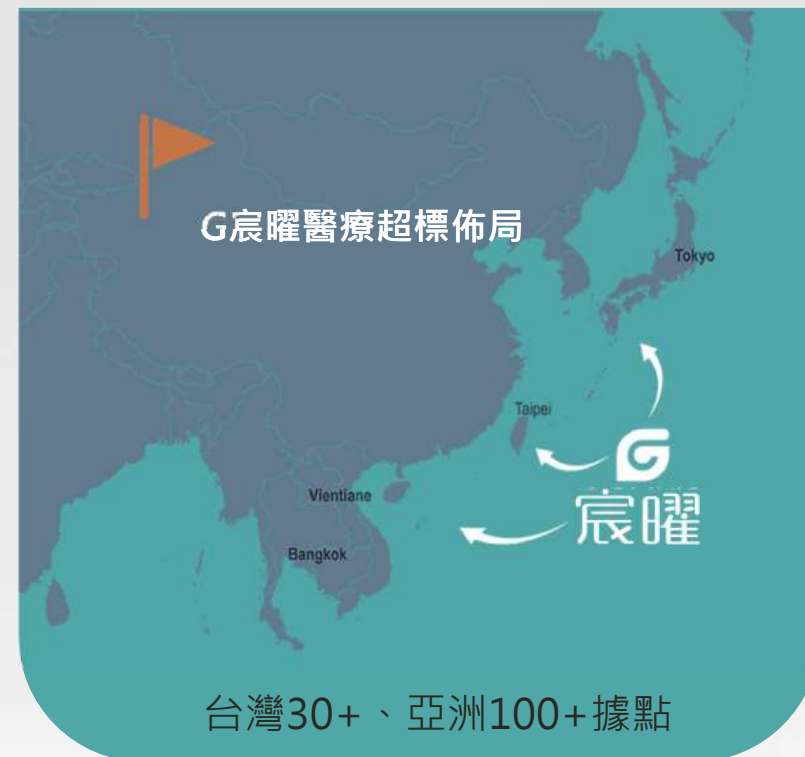 G宸曜醫療超標佈局
Tokyo
Taipei
G
宸曜
Vientiane
Bangkok
台灣30+、亞洲100+據點